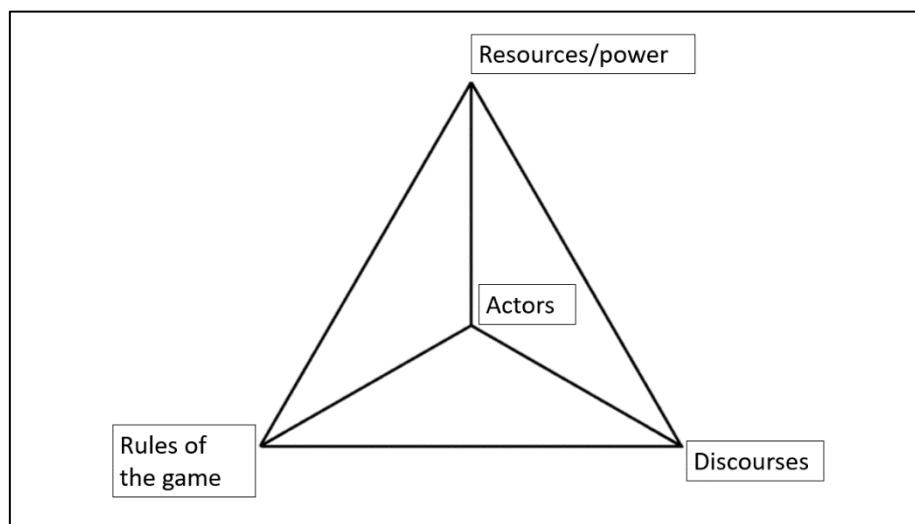 Resources/power
Actors
Rules of
the game
Discourses